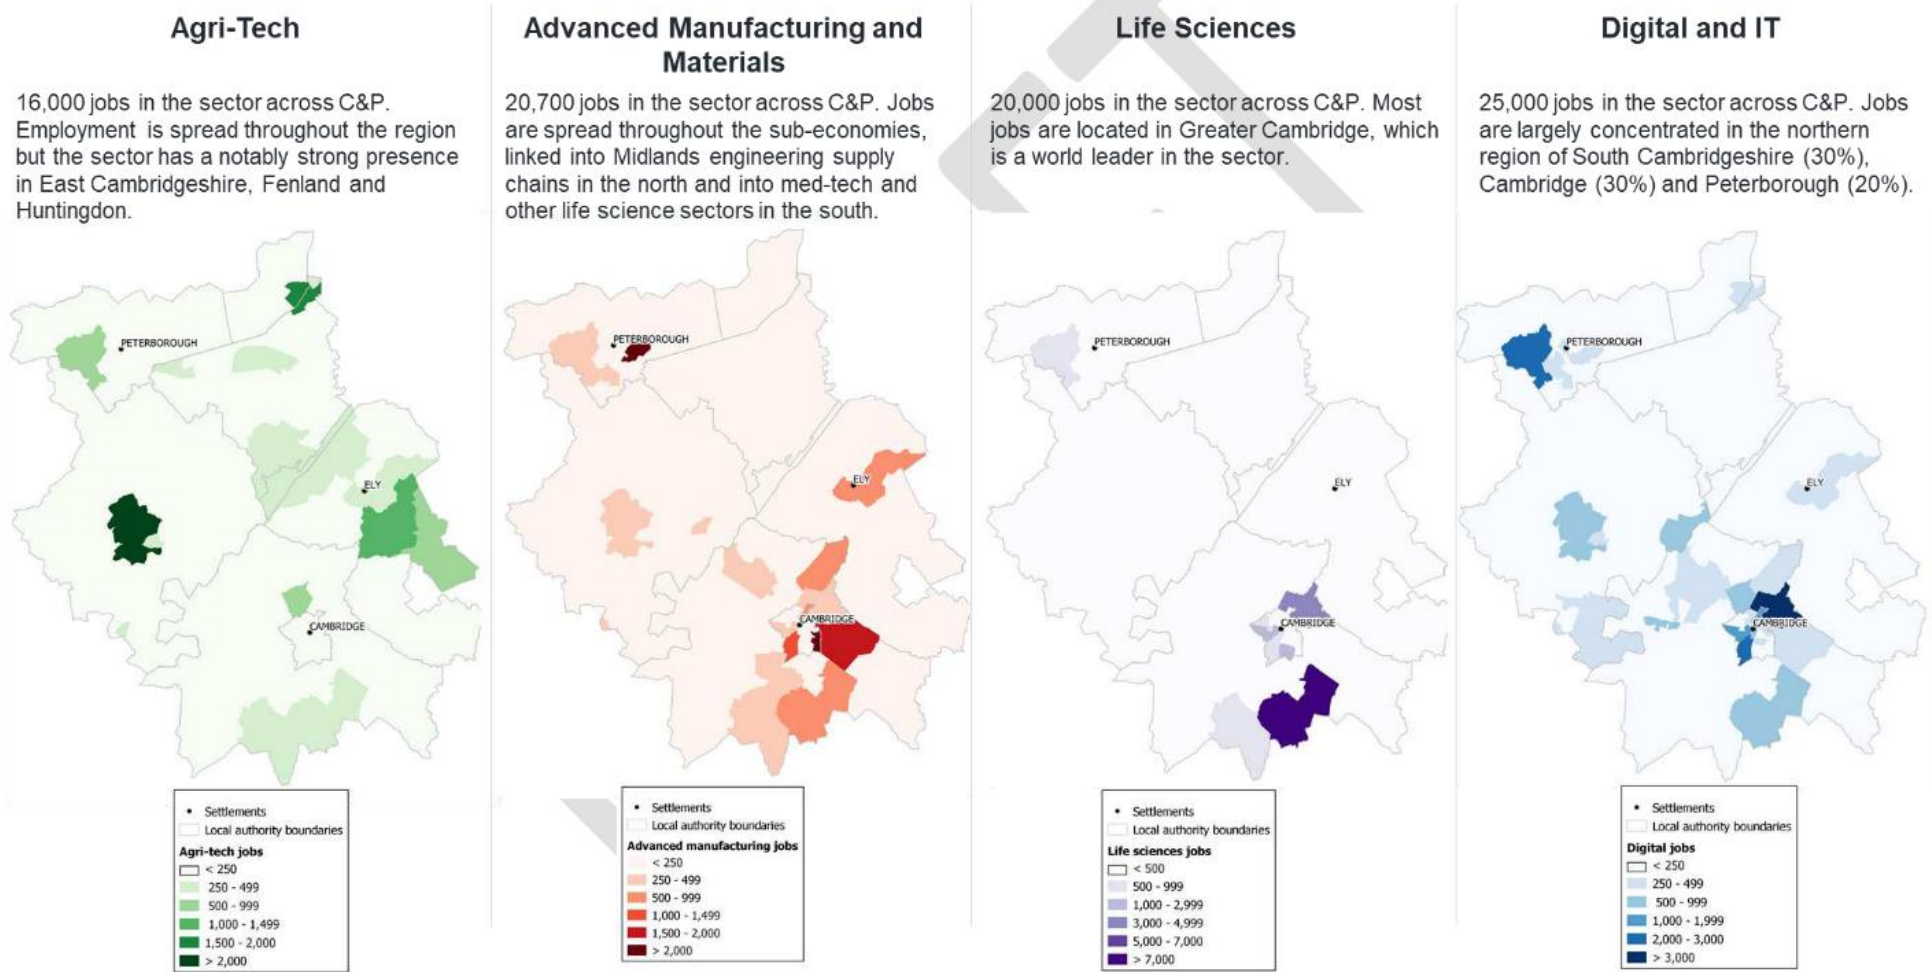 Agri-Tech
16,000 jobs in the sector across C&P.
Employment is spread throughout the region
but the sector has a notably strong presence
in East Cambridgeshire, Fenland and
Huntingdon.
PETERBOROUGH
ELY
CAMBRIDGE
Settlements
Local authority boundaries
Agri-tech jobs
< 250
250 - 499
500 - 999
1,000 - 1,499
1,500 - 2,000
> 2,000
Advanced Manufacturing and
Materials
20,700 jobs in the sector across C&P. Jobs
are spread throughout the sub-economies,
linked into Midlands engineering supply
chains in the north and into med-tech and
other life science sectors in the south.
PETERBOROUGH
ELY
CAMBRIDGE
Settlements
Local authority boundaries
Advanced manufacturing jobs
< 250
250 - 499
500 - 999
1,000 - 1,499
1,500 - 2,000
> 2,000
Life Sciences
20,000 jobs in the sector across C&P. Most
jobs are located in Greater Cambridge, which
is a world leader in the sector.
PETERBOROUGH
ELY
CAMBRIDGE
Settlements
Local authority boundaries
Life sciences jobs
< 500
500 - 999
1,000 - 2,999
3,000 - 4,999
5,000 - 7,000
> 7,000
Digital and IT
25,000 jobs in the sector across C&P. Jobs
are largely concentrated in the northern
region of South Cambridgeshire (30%),
Cambridge (30%) and Peterborough (20%).
PETERBOROUGH
ELY
CAMBRIDGE
Settlements
Local authority boundaries
Digital jobs
< 250
250 - 499
500 - 999
1,000 - 1,999
2,000 - 3,000
> 3,000